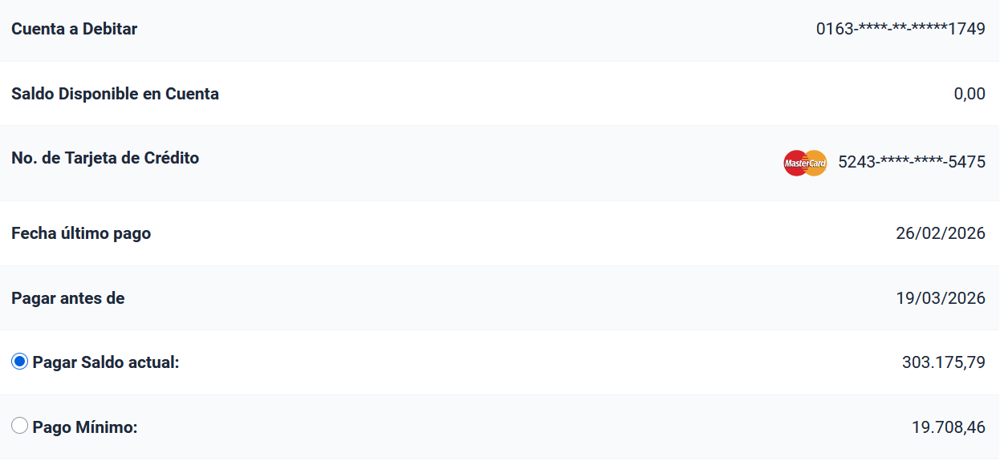 Cuenta a Debitar 0163-****-**-*****1749
Saldo Disponible en Cuenta 0,00
No. de Tarjeta de Crédito MasterCard 5243-****-****-5475
Fecha último pago 26/02/2026
Pagar antes de 19/03/2026
Pagar Saldo actual: 303.175,79
Pago Mínimo: 19.708,46